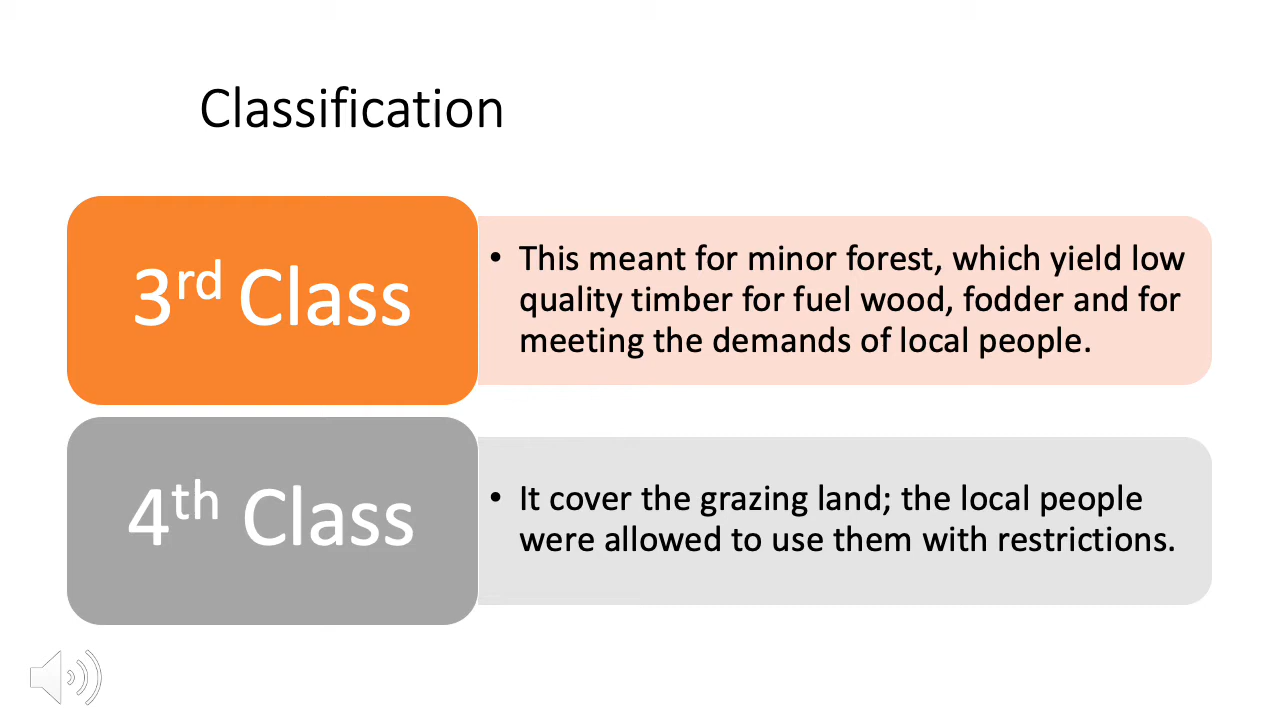 Classification
3rd Class
• This meant for minor forest, which yield low
quality timber for fuel wood, fodder and for
meeting the demands of local people.
4th Class
• It cover the grazing land; the local people
were allowed to use them with restrictions.